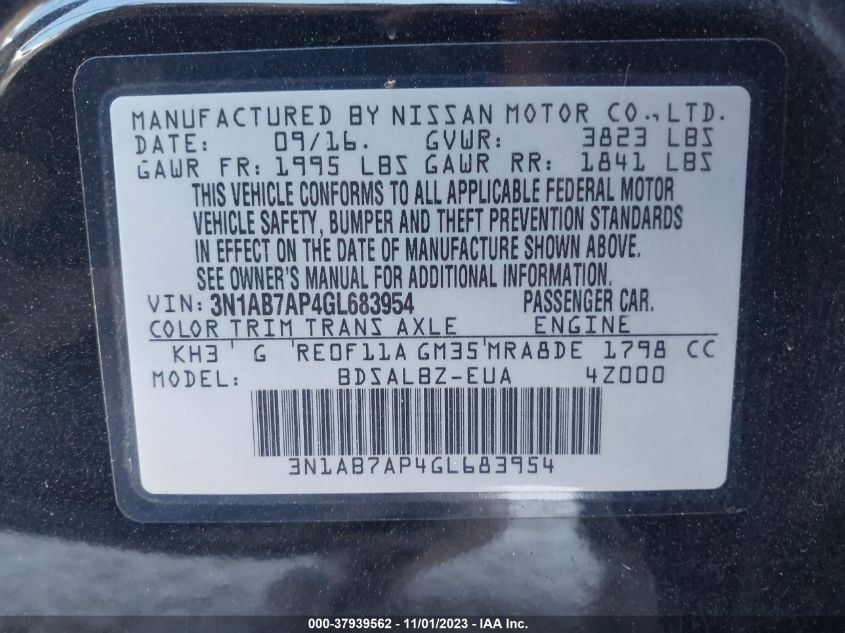 MANUFACTURED BY NISSAN MOTOR CO., LTD.
DATE: 09/16. GVWR: 3823 LBS
GAWR FR: 1995 LBS GAWR RR: 1841 LBS
THIS VEHICLE CONFORMS TO ALL APPLICABLE FEDERAL MOTOR
VEHICLE SAFETY, BUMPER AND THEFT PREVENTION STANDARDS
IN EFFECT ON THE DATE OF MANUFACTURE SHOWN ABOVE.
SEE OWNER'S MANUAL FOR ADDITIONAL INFORMATION.
VIN: 3N1AB7AP4GL683954 PASSENGER CAR.
COLOR TRIM TRANS AXLE ENGINE
KH3 G RE0F11A GM35 MRA8DE 1798 CC
MODEL: BDSALBZ-EUA 4Z000
3N1AB7AP4GL683954
000-37939562 - 11/01/2023 - IAA Inc.